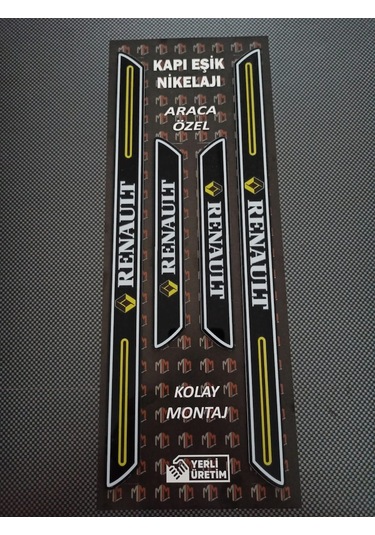 KAPI EŞİK
NİKELAJI
ARACA
ÖZEL
RENAULT
RENAULT
RENAULT
RENAULT
KOLAY
MONTAJ
YERLİ
ÜRETİM